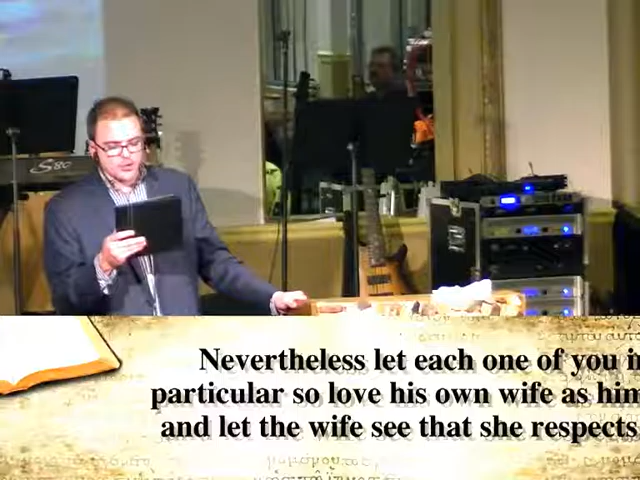 S80
Nevertheless let each one of you i
particular so love his own wife as him
and let the wife see that she respects